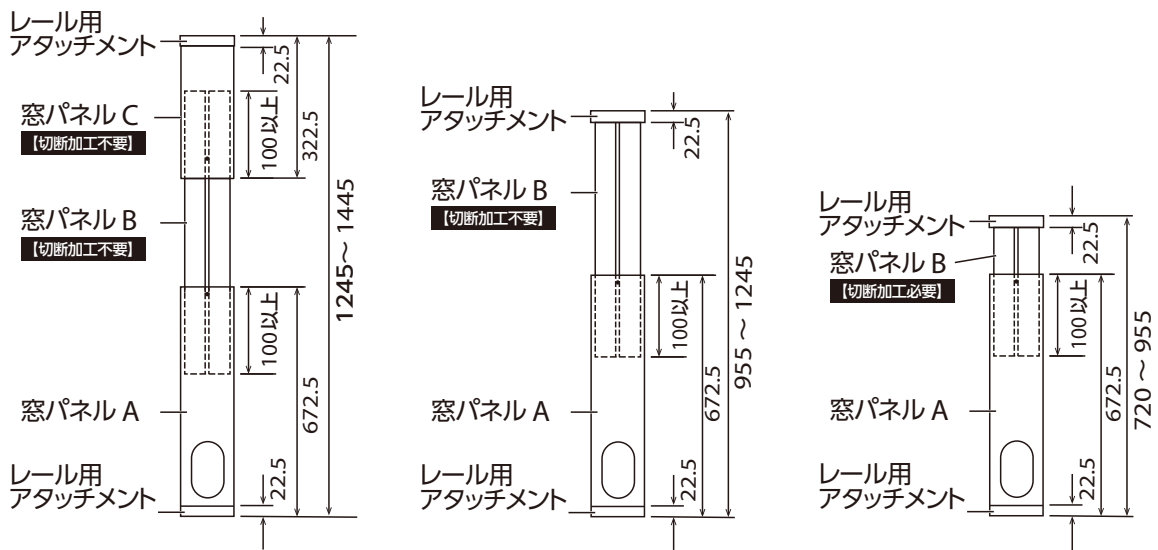 レール用
アタッチメント
窓パネル C
【切断加工不要】
窓パネル B
【切断加工不要】
窓パネル A
レール用
アタッチメント
22.5
100以上
322.5
1245～1445
100以上
672.5
22.5
レール用
アタッチメント
窓パネル B
【切断加工不要】
窓パネル A
レール用
アタッチメント
22.5
955～1245
100以上
672.5
22.5
レール用
アタッチメント
窓パネル B
【切断加工必要】
窓パネル A
レール用
アタッチメント
22.5
100以上
672.5
720～955
22.5